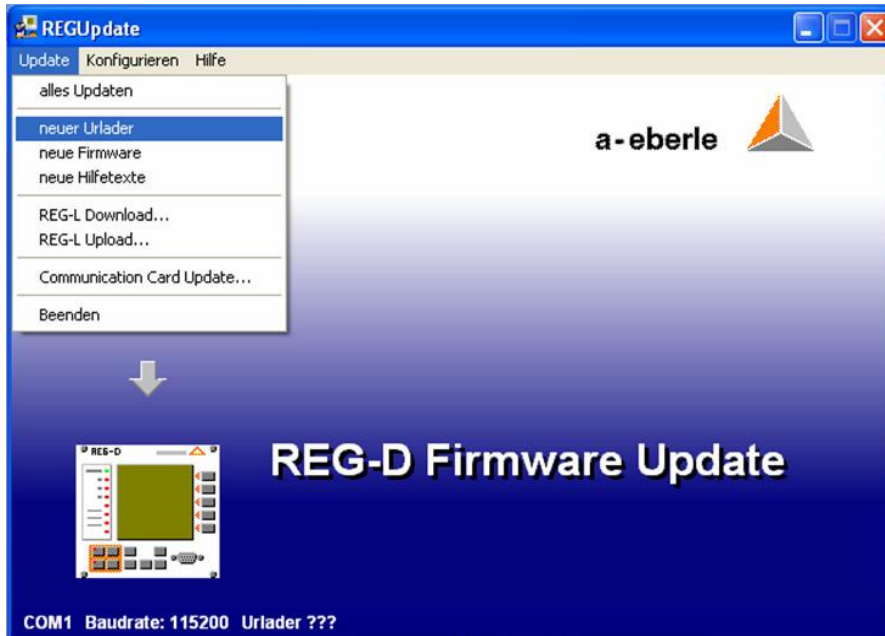 REGUpdate
Update Konfigurieren Hilfe
alles Updaten
neuer Urlader
neue Firmware
neue Hilfetexte
REG-L Download...
REG-L Upload...
Communication Card Update...
Beenden
a-eberle
REG-D
REG-D Firmware Update
COM1 Baudrate: 115200 Urlader ???